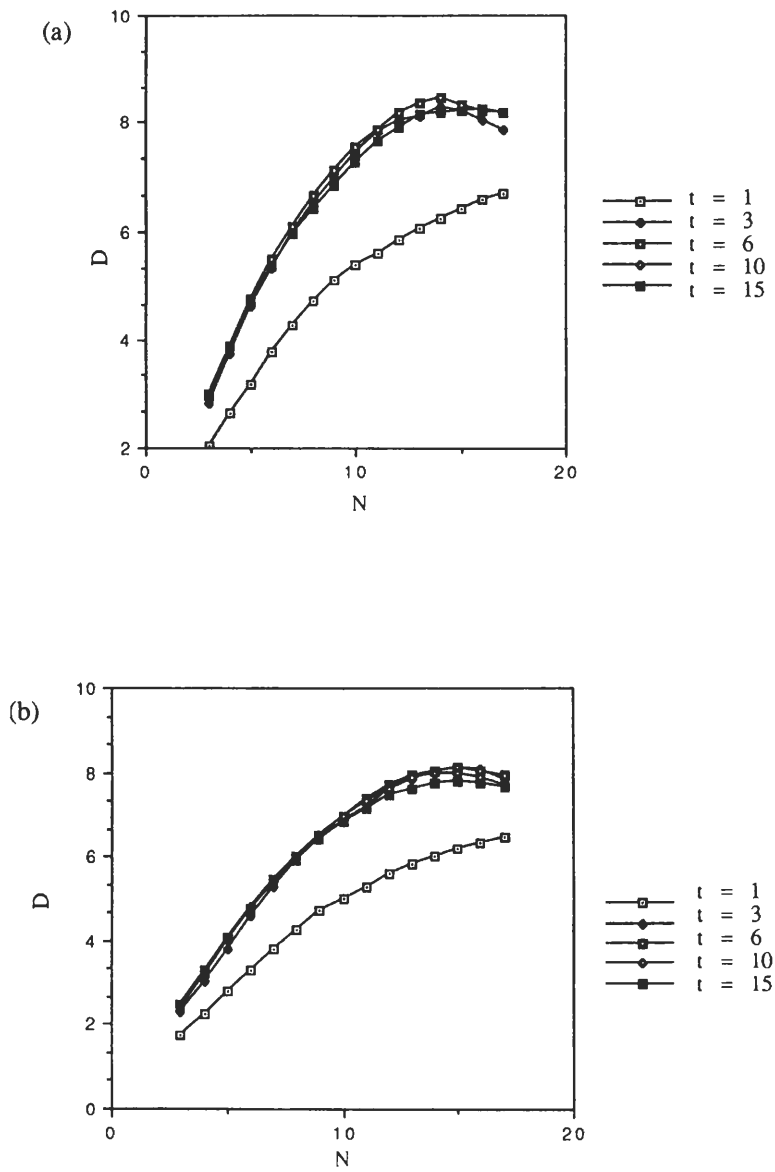 (a)
10
8
6
4
2
D
0
10
20
N
t = 1
t = 3
t = 6
t = 10
t = 15
(b)
10
8
6
4
2
0
D
0
10
20
N
t = 1
t = 3
t = 6
t = 10
t = 15